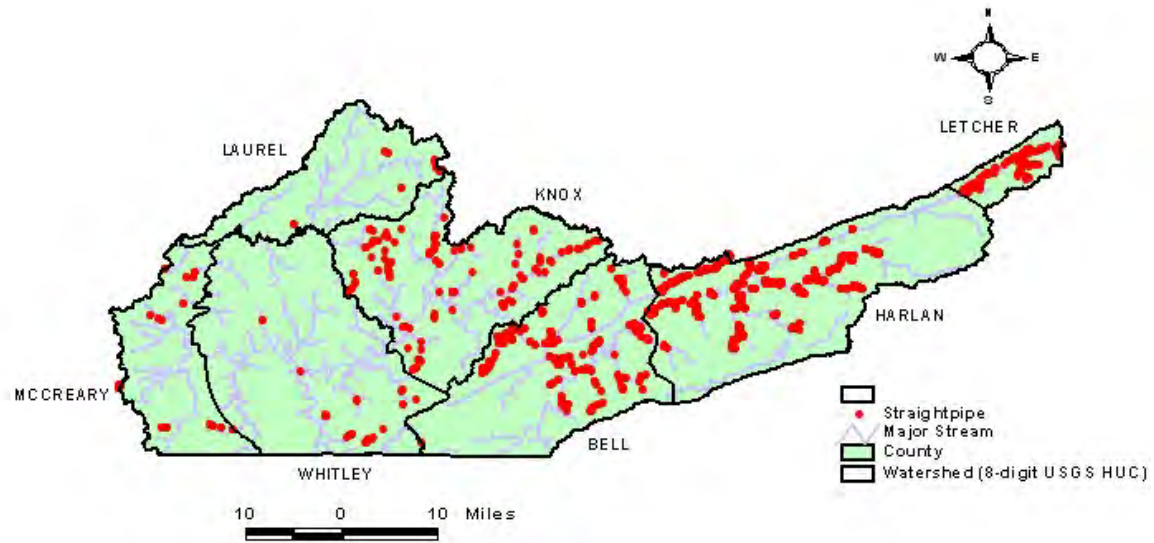 N
W E
S
LETCHER
LAUREL
KNOX
HARLAN
MCCREARY
Straightpipe
Major Stream
County
Watershed (8-digit USGS HUC)
BELL
WHITLEY
10 0 10 Miles